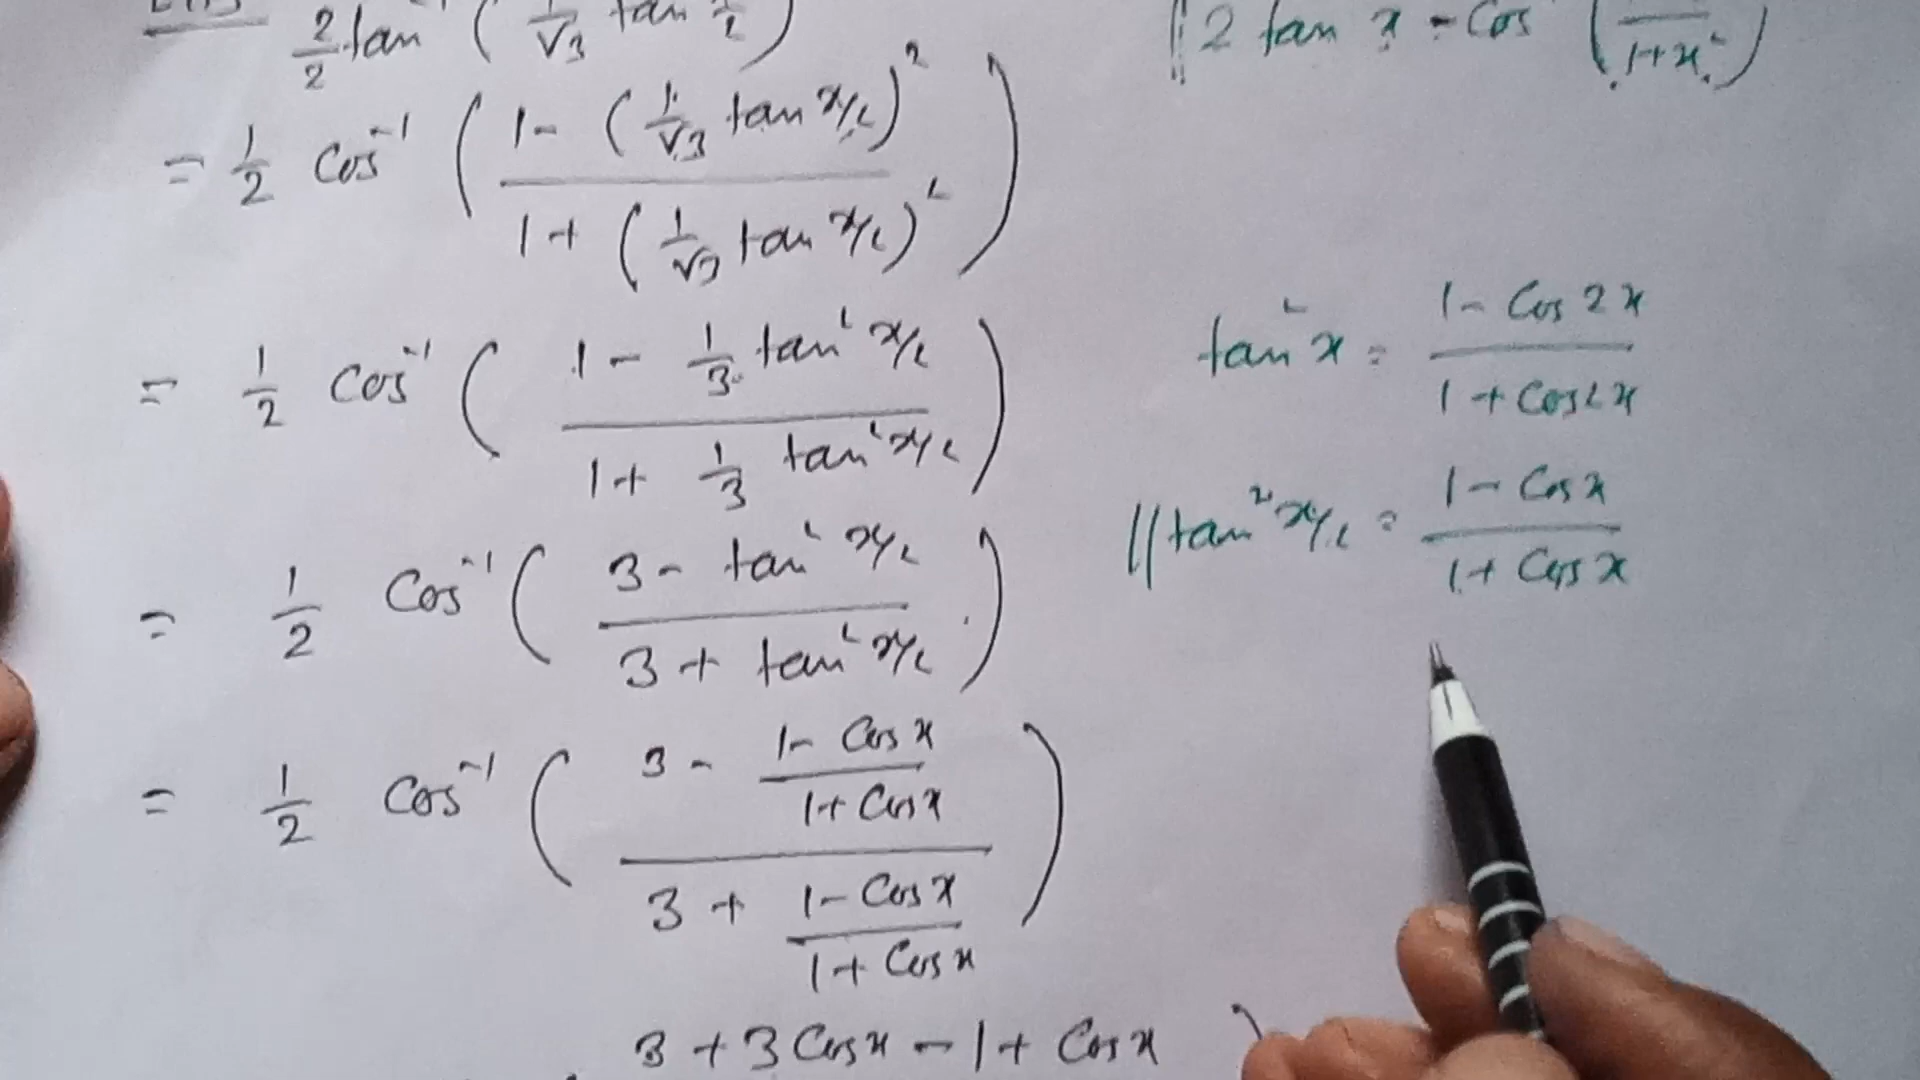 2/2 tan⁻¹ (1/√3 tan x/2)
= 1/2 Cos⁻¹ ( (1 - (1/√3 tan x/2)²) / (1 + (1/√3 tan x/2)²) )
= 1/2 Cos⁻¹ ( (1 - 1/3 tan² x/2) / (1 + 1/3 tan² x/2) )
= 1/2 Cos⁻¹ ( (3 - tan² x/2) / (3 + tan² x/2) )
= 1/2 Cos⁻¹ ( (3 - (1 - Cos x)/(1 + Cos x)) / (3 + (1 - Cos x)/(1 + Cos x)) )
3 + 3 Cos x - 1 + Cos x )
|| 2 tan x = Cos ( / 1 + x² )
tan² x = (1 - Cos 2x) / (1 + Cos 2x)
|| tan² x/2 = (1 - Cos x) / (1 + Cos x)